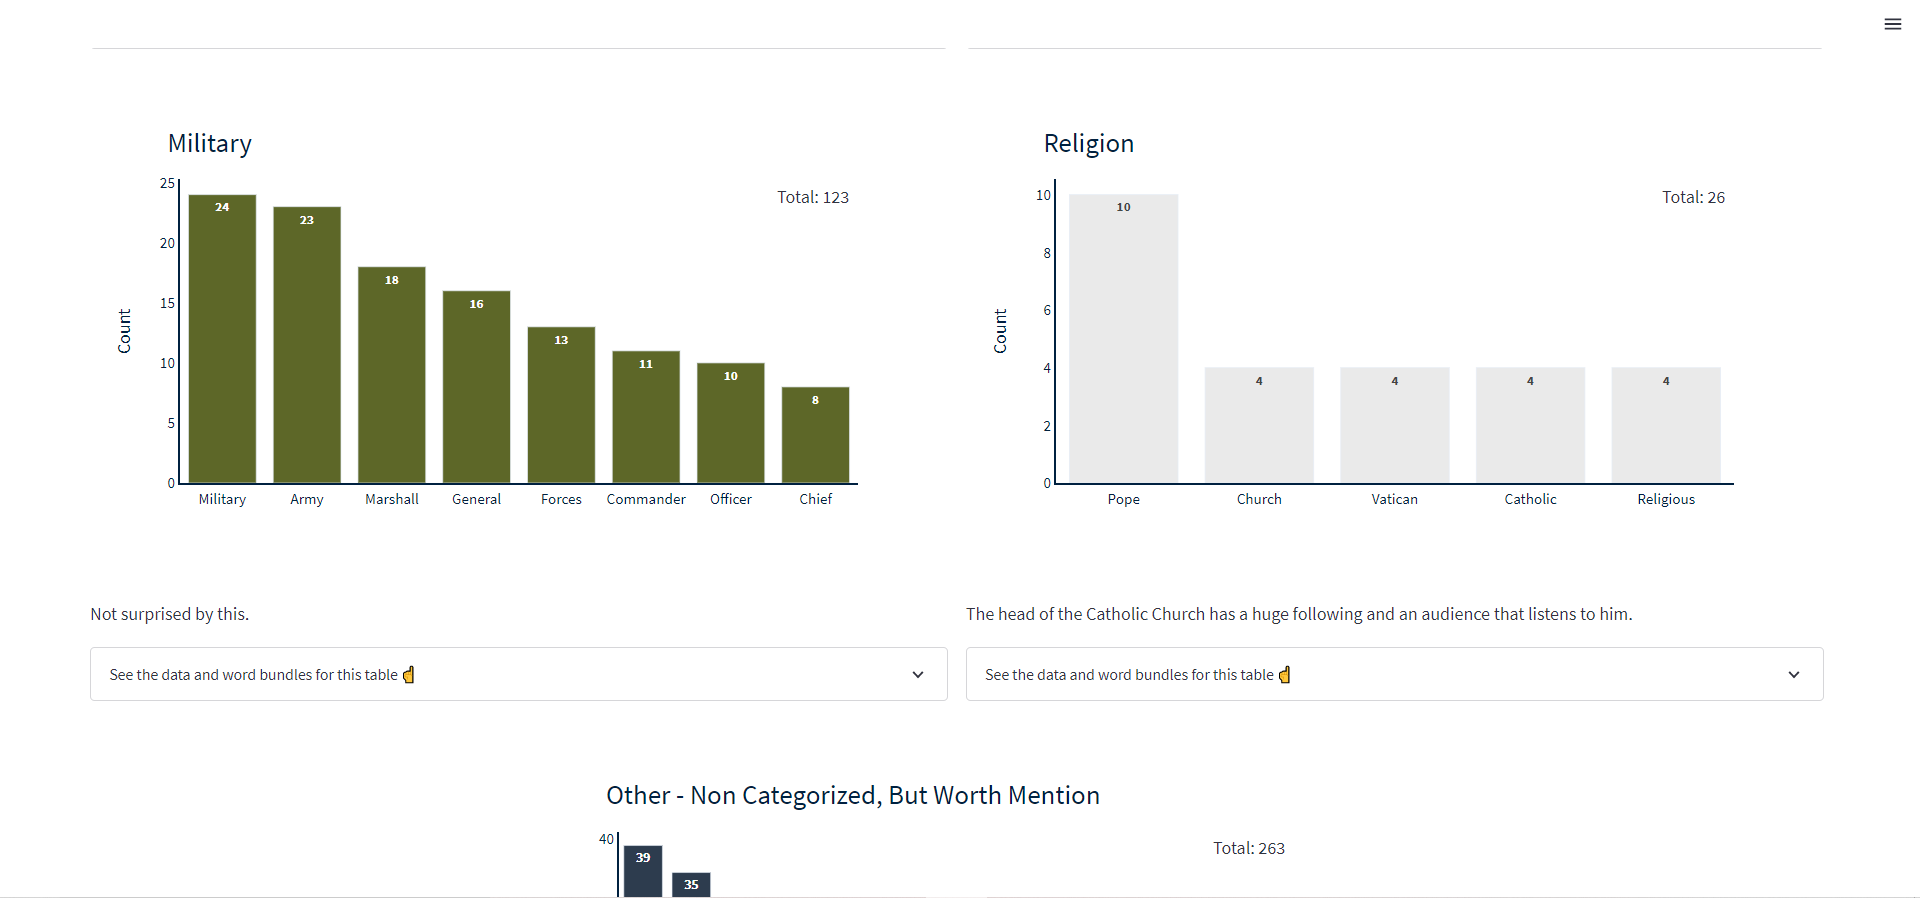 Military
Total: 123
Count
25
20
15
10
5
0
24
23
18
16
13
11
10
8
Military Army Marshall General Forces Commander Officer Chief
Religion
Total: 26
Count
10
8
6
4
2
0
10
4
4
4
4
Pope Church Vatican Catholic Religious
Not surprised by this.
See the data and word bundles for this table ☝
The head of the Catholic Church has a huge following and an audience that listens to him.
See the data and word bundles for this table ☝
Other - Non Categorized, But Worth Mention
Total: 263
40
39
35